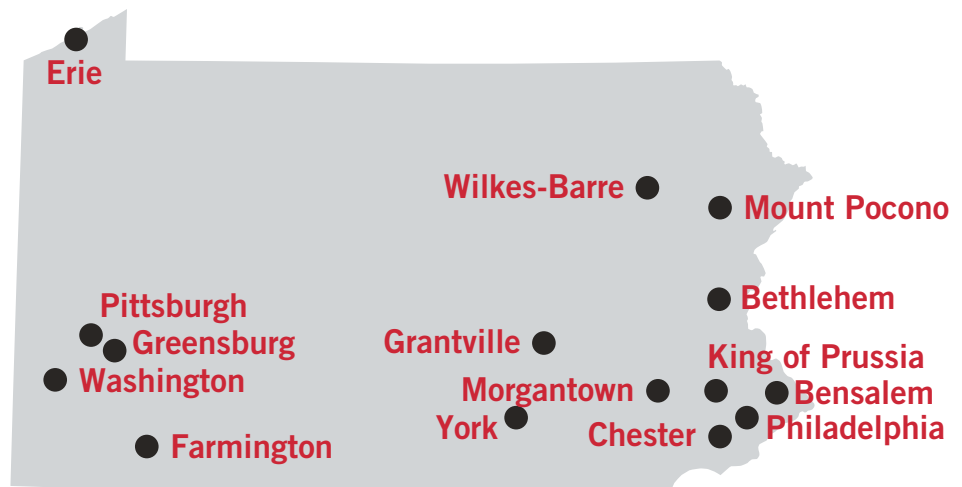 Erie
Wilkes-Barre
Mount Pocono
Bethlehem
Pittsburgh
Greensburg
Grantville
King of Prussia
Washington
Morgantown
Bensalem
York
Chester
Philadelphia
Farmington